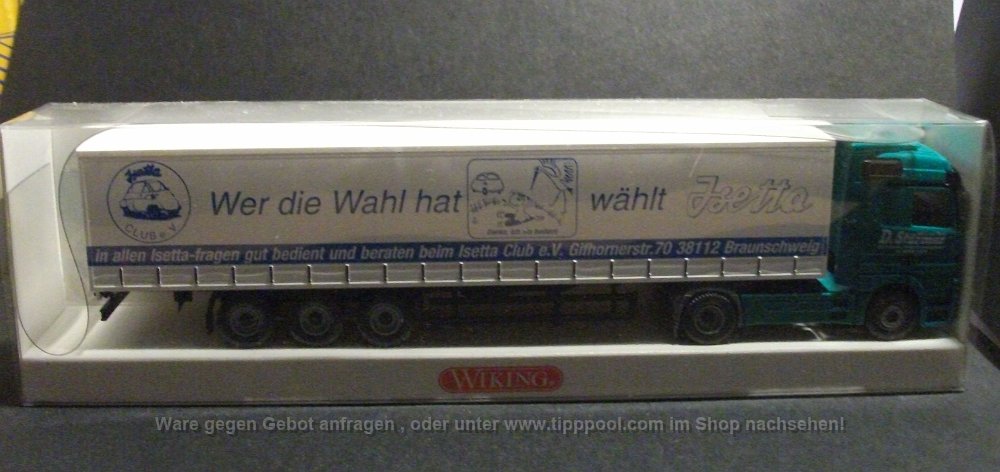 Isetta
CLUB e.V.
Wer die Wahl hat
wählt Isetta
in allen Isetta-fragen gut bedient und beraten beim Isetta Club e.V. Gifhornerstr.70 38112 Braunschweig
WIKING
Ware gegen Gebot anfragen , oder unter www.tipppool.com im Shop nachsehen!